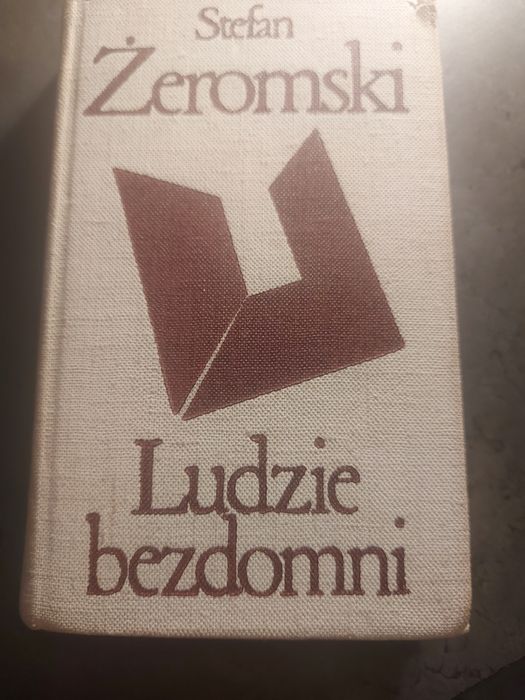 Stefan
Żeromski
Ludzie
bezdomni